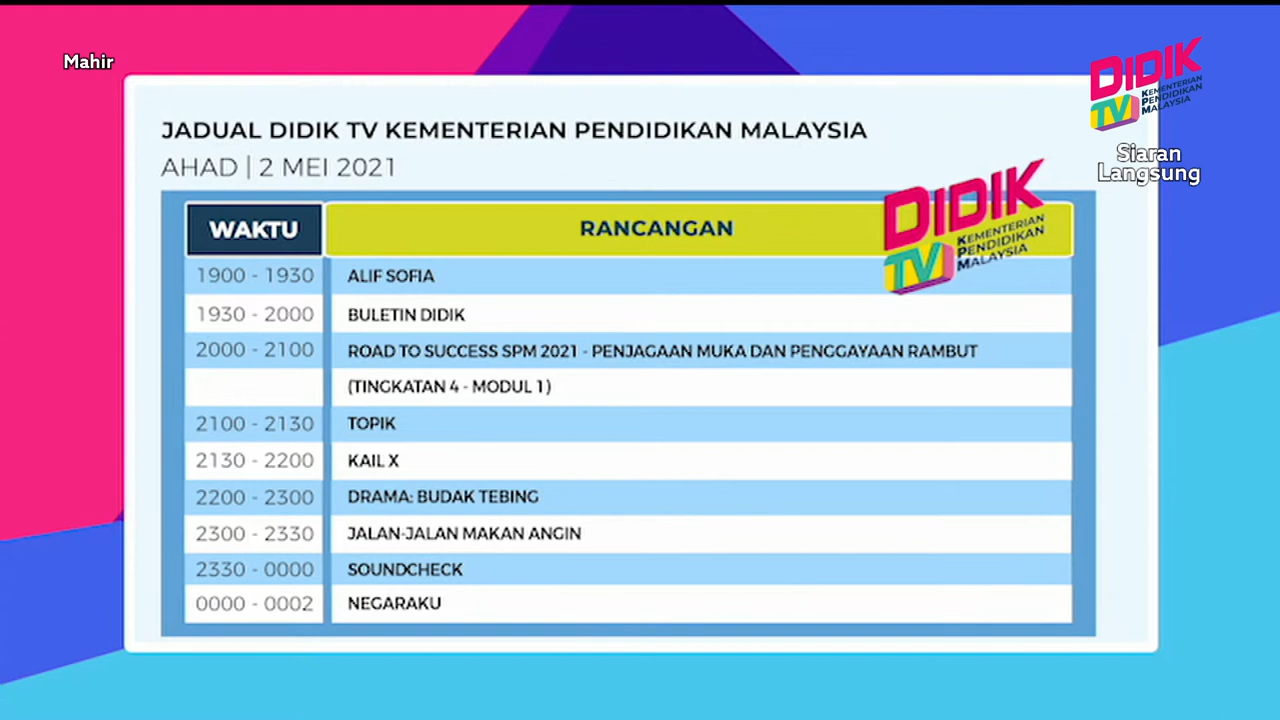 Mahir
DIDIK
TV KEMENTERIAN
PENDIDIKAN
MALAYSIA
Siaran
Langsung
JADUAL DIDIK TV KEMENTERIAN PENDIDIKAN MALAYSIA
AHAD | 2 MEI 2021
DIDIK
TV KEMENTERIAN
PENDIDIKAN
MALAYSIA
WAKTU RANCANGAN
1900 - 1930 ALIF SOFIA
1930 - 2000 BULETIN DIDIK
2000 - 2100 ROAD TO SUCCESS SPM 2021 - PENJAGAAN MUKA DAN PENGGAYAAN RAMBUT
(TINGKATAN 4 - MODUL 1)
2100 - 2130 TOPIK
2130 - 2200 KAIL X
2200 - 2300 DRAMA: BUDAK TEBING
2300 - 2330 JALAN-JALAN MAKAN ANGIN
2330 - 0000 SOUNDCHECK
0000 - 0002 NEGARAKU